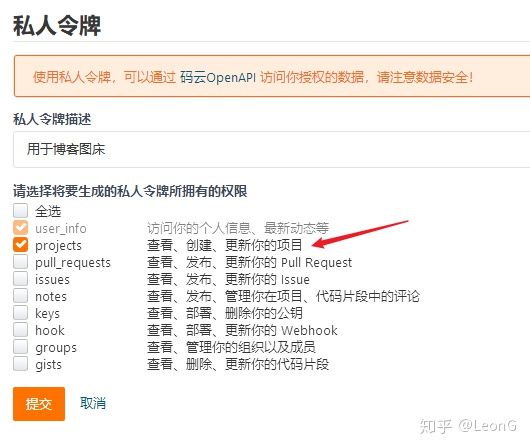 私人令牌
使用私人令牌，可以通过 码云OpenAPI 访问你授权的数据，请注意数据安全！
私人令牌描述
用于博客图床
请选择将要生成的私人令牌所拥有的权限
全选
user_info 访问你的个人信息、最新动态等
projects 查看、创建、更新你的项目
pull_requests 查看、发布、更新你的 Pull Request
issues 查看、发布、更新你的 Issue
notes 查看、发布、管理你在项目、代码片段中的评论
keys 查看、部署、删除你的公钥
hook 查看、部署、更新你的 Webhook
groups 查看、管理你的组织以及成员
gists 查看、删除、更新你的代码片段
提交 取消
知乎 @LeonG